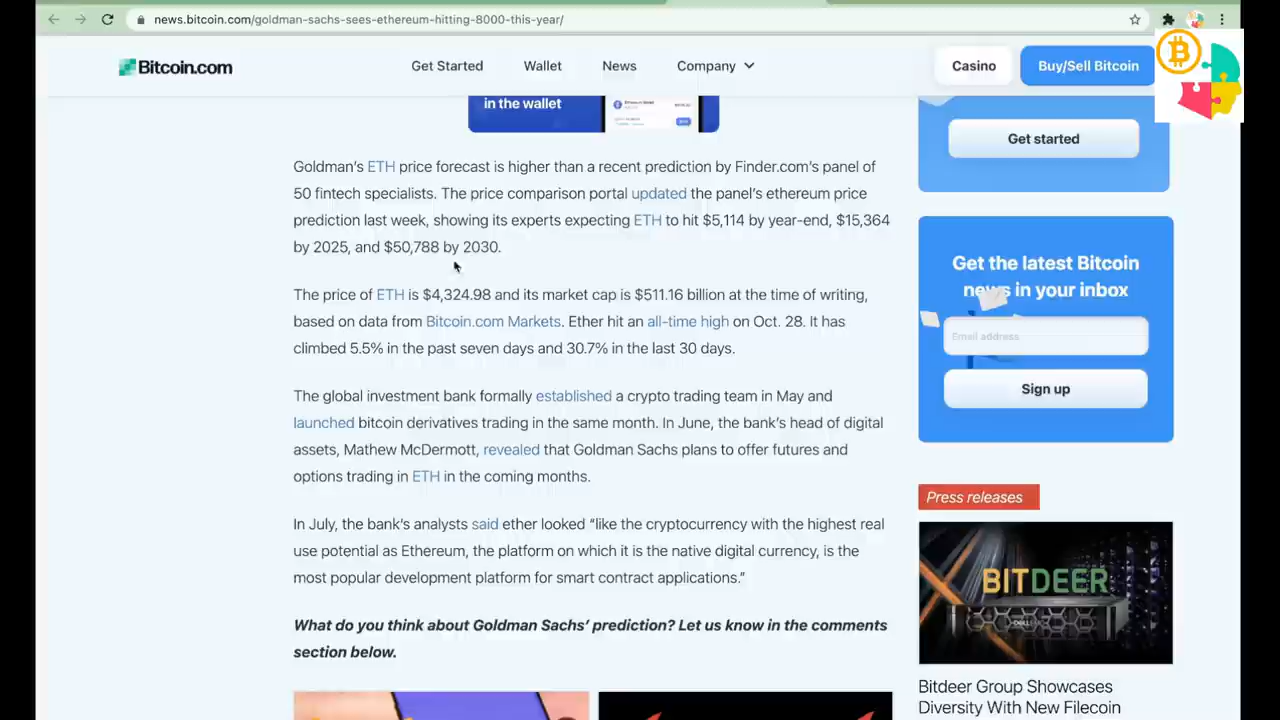 news.bitcoin.com/goldman-sachs-sees-ethereum-hitting-8000-this-year/
Bitcoin.com
Get Started
Wallet
News
Company
Casino
Buy/Sell Bitcoin
in the wallet
Get started
Goldman's ETH price forecast is higher than a recent prediction by Finder.com's panel of
50 fintech specialists. The price comparison portal updated the panel's ethereum price
prediction last week, showing its experts expecting ETH to hit $5,114 by year-end, $15,364
by 2025, and $50,788 by 2030.
The price of ETH is $4,324.98 and its market cap is $511.16 billion at the time of writing,
based on data from Bitcoin.com Markets. Ether hit an all-time high on Oct. 28. It has
climbed 5.5% in the past seven days and 30.7% in the last 30 days.
The global investment bank formally established a crypto trading team in May and
launched bitcoin derivatives trading in the same month. In June, the bank's head of digital
assets, Mathew McDermott, revealed that Goldman Sachs plans to offer futures and
options trading in ETH in the coming months.
In July, the bank's analysts said ether looked “like the cryptocurrency with the highest real
use potential as Ethereum, the platform on which it is the native digital currency, is the
most popular development platform for smart contract applications.”
What do you think about Goldman Sachs' prediction? Let us know in the comments
section below.
Get the latest Bitcoin
news in your inbox
Email address
Sign up
Press releases
BITDEER
Bitdeer Group Showcases
Diversity With New Filecoin